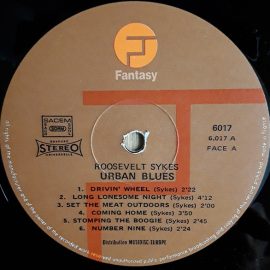 Fantasy
SACEM
SDRM
STEREO
6017
6.017 A
FACE A
ROOSEVELT SYKES
URBAN BLUES
1. DRIVIN' WHEEL (Sykes) 2'22
2. LONG LONESOME NIGHT (Sykes) 4'12
3. SET THE MEAT OUTDOORS (Sykes) 2'00
4. COMING HOME (Sykes) 3'50
5. STOMPING THE BOOGIE (Sykes) 2'45
6. NUMBER NINE (Sykes) 6'24
Distribution MUSIDISC-EUROPE